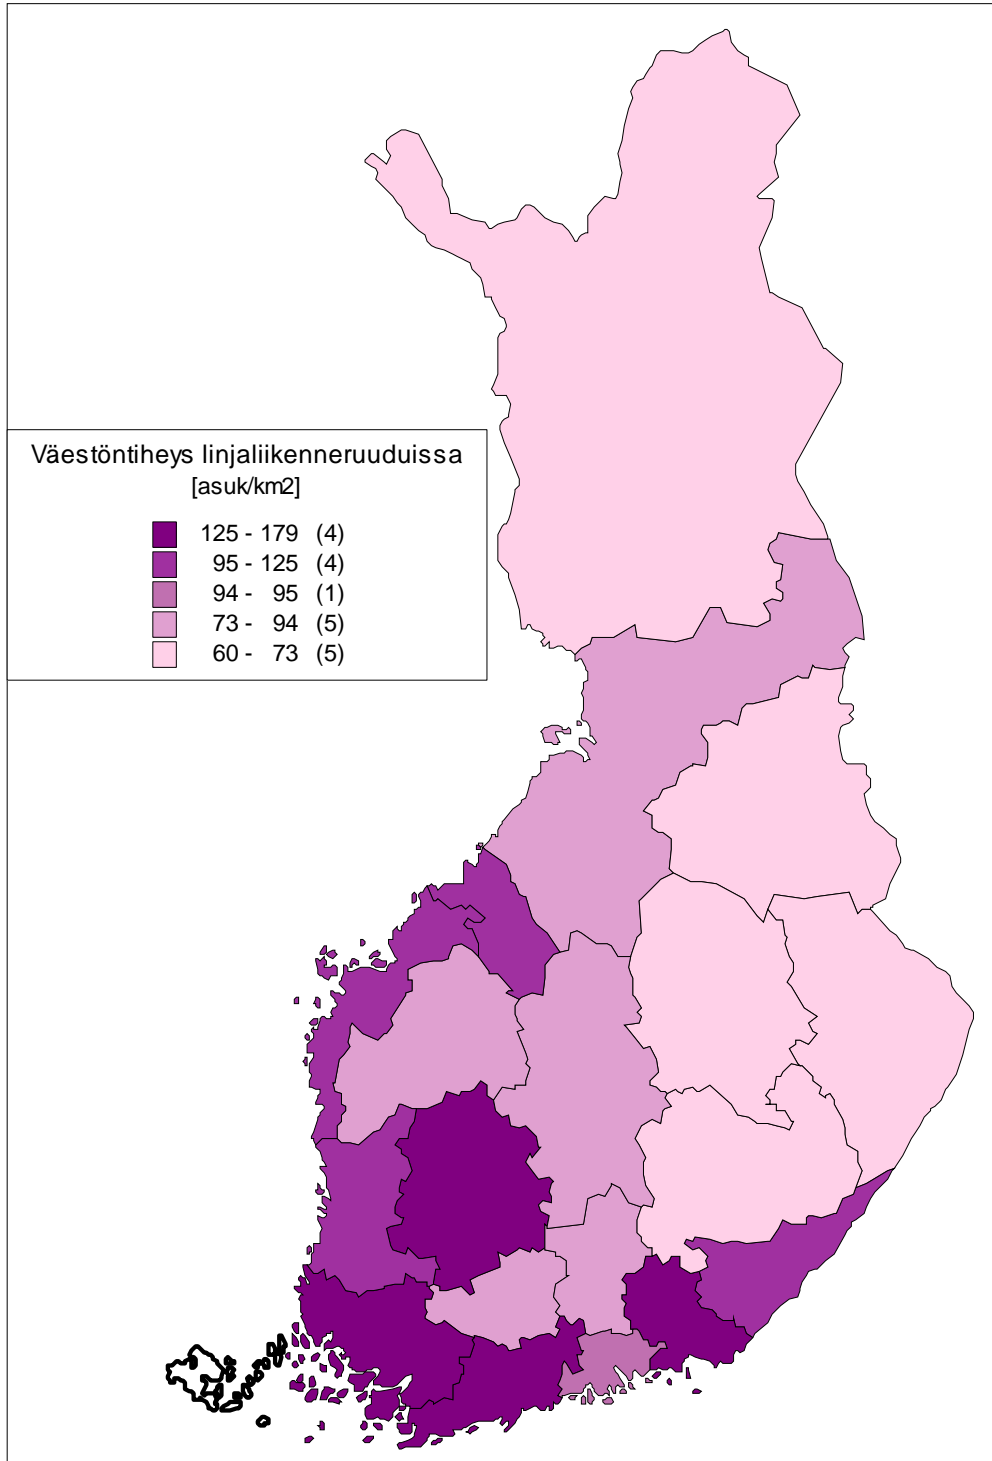 Väestöntiheys linjaliikenneruuduissa
[asuk/km2]
125 - 179 (4)
95 - 125 (4)
94 - 95 (1)
73 - 94 (5)
60 - 73 (5)